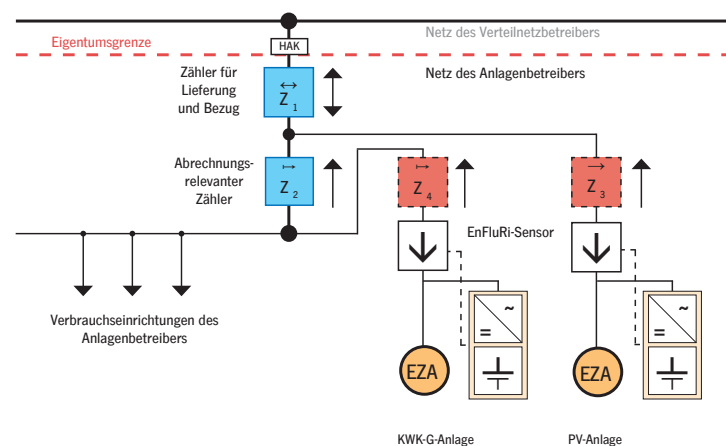 Netz des Verteilnetzbetreibers
Eigentumsgrenze
HAK
Netz des Anlagenbetreibers
Zähler für
Lieferung
und Bezug
Z 1
Abrechnungs-
relevanter
Zähler
Z 2
Z 4
Z 3
EnFluRi-Sensor
~
=
~
=
Verbrauchseinrichtungen des
Anlagenbetreibers
EZA
EZA
KWK-G-Anlage
PV-Anlage